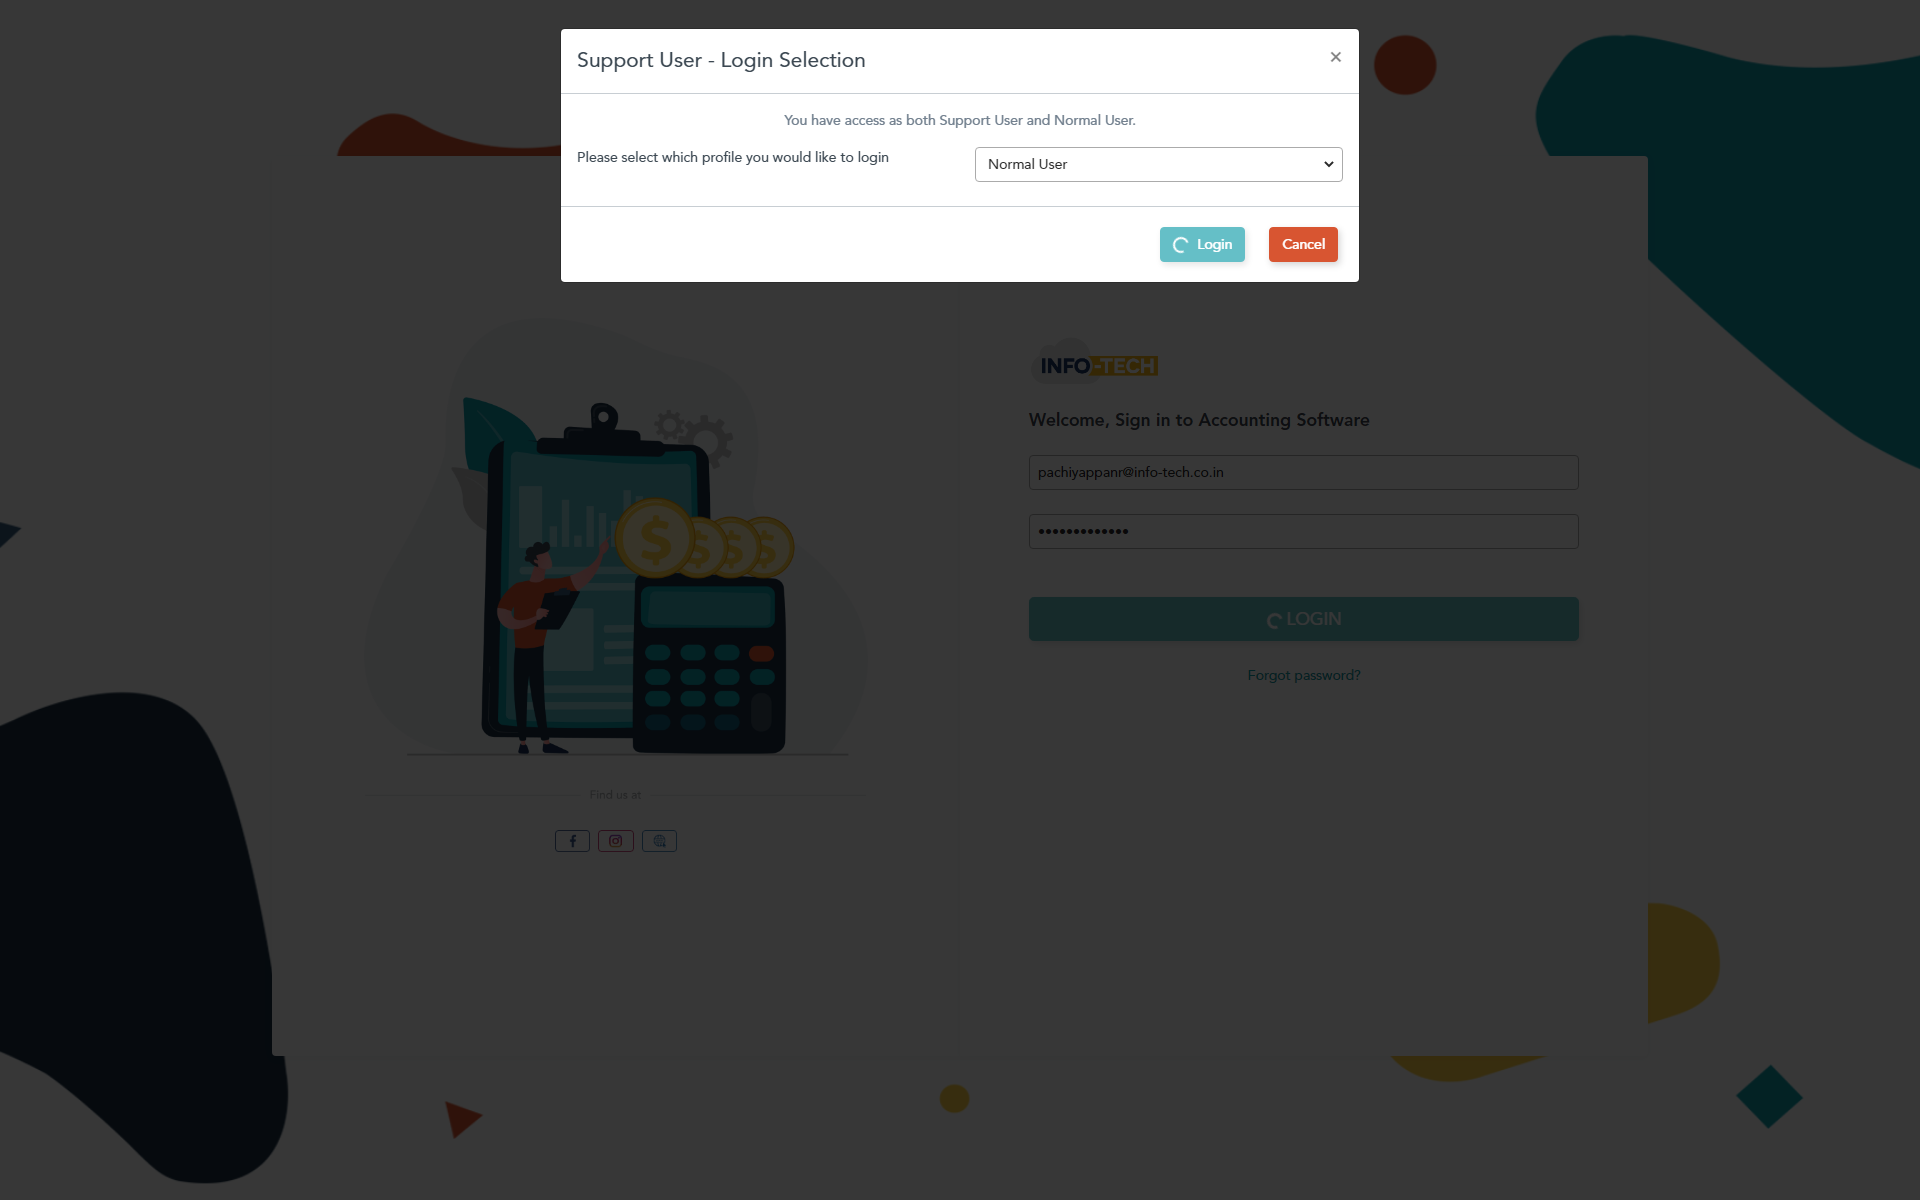 Support User - Login Selection
×
You have access as both Support User and Normal User.
Please select which profile you would like to login
Normal User
Login
Cancel
INFO-TECH
Welcome, Sign in to Accounting Software
pachiyappanr@info-tech.co.in
•••••••••••••
LOGIN
Forgot password?
Find us at